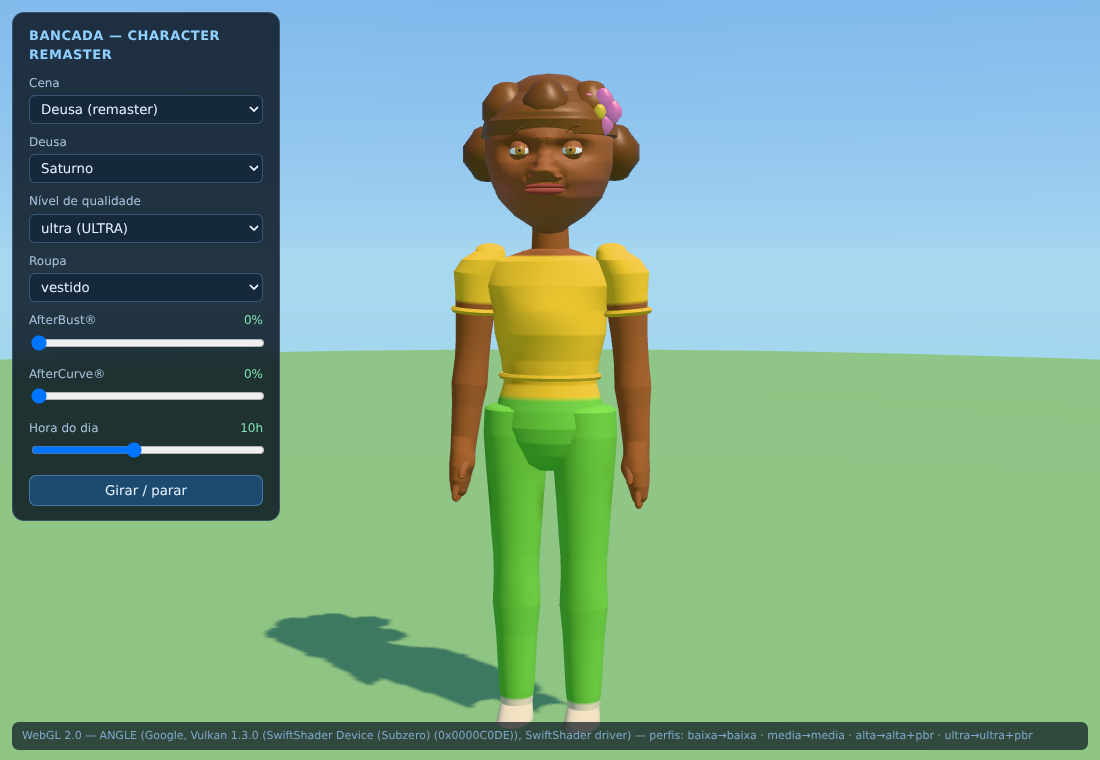 BANCADA — CHARACTER
REMASTER
Cena
Deusa (remaster)
Deusa
Saturno
Nível de qualidade
ultra (ULTRA)
Roupa
vestido
AfterBust® 0%
AfterCurve® 0%
Hora do dia 10h
Girar / parar
WebGL 2.0 — ANGLE (Google, Vulkan 1.3.0 (SwiftShader Device (Subzero) (0x0000C0DE)), SwiftShader driver) — perfis: baixa→baixa · media→media · alta→alta+pbr · ultra→ultra+pbr